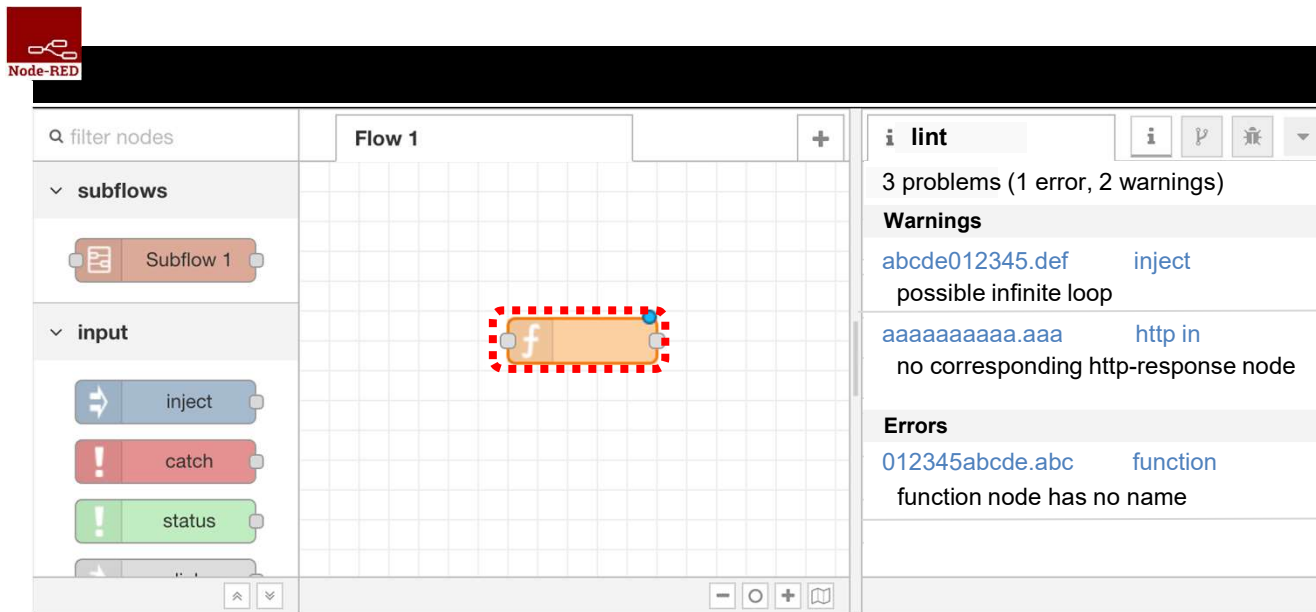 Node-RED
filter nodes
Flow 1
+
i lint
i
subflows
3 problems (1 error, 2 warnings)
Warnings
Subflow 1
abcde012345.def inject
possible infinite loop
input
aaaaaaaaaa.aaa http in
no corresponding http-response node
inject
Errors
catch
012345abcde.abc function
function node has no name
status